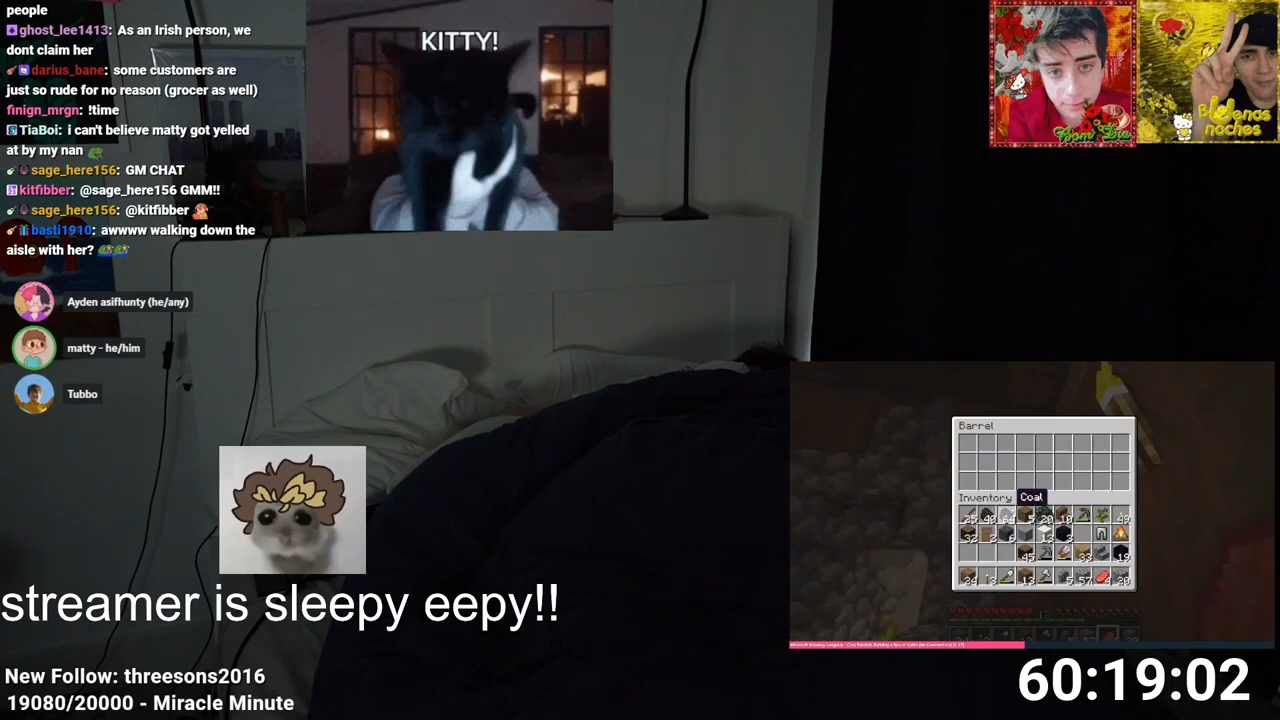 people
ghost_lee1413: As an Irish person, we
dont claim her
darius_bane: some customers are
just so rude for no reason (grocer as well)
finign_mrgn: !time
TiaBoi: i can't believe matty got yelled
at by my nan
sage_here156: GM CHAT
kitfibber: @sage_here156 GMM!!
sage_here156: @kitfibber
basti1910: awwww walking down the
aisle with her?
KITTY!
Bom Dia
buenas
noches
Ayden asifhunty (he/any)
matty - he/him
Tubbo
Barrel
Inventory
Coal
streamer is sleepy eepy!!
New Follow: threesons2016
19080/20000 - Miracle Minute
60:19:02